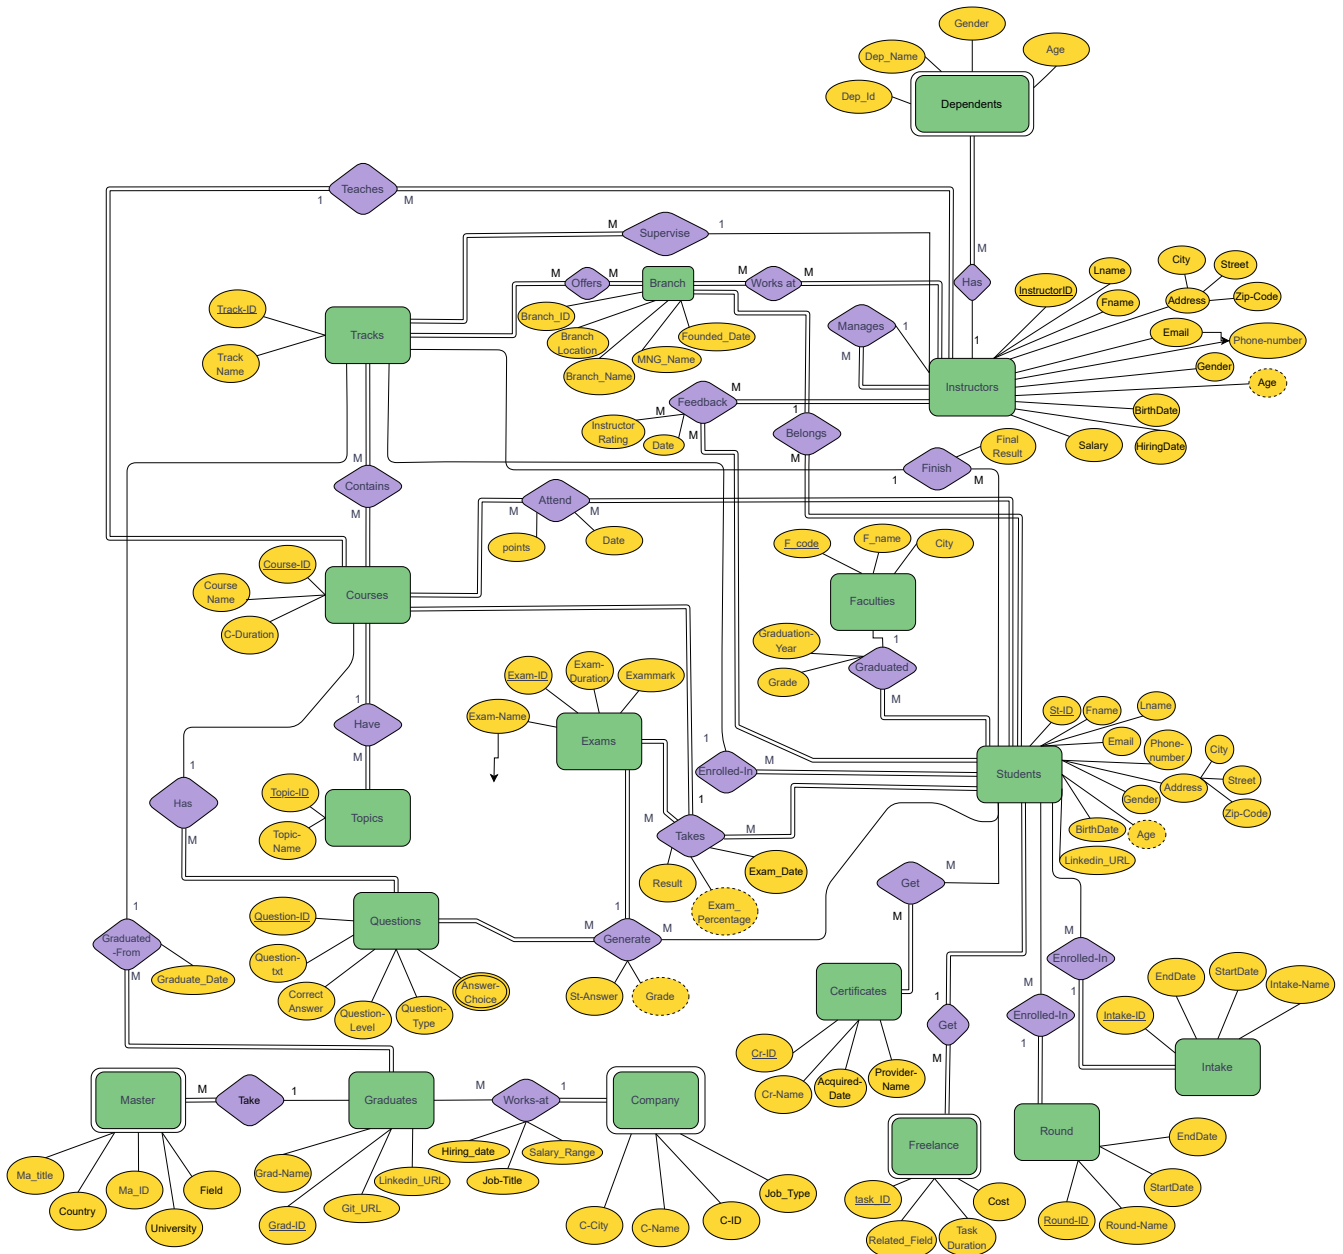 Gender
Dep_Name
Age
Dep_Id
Dependents
Teaches
1
M
M
1
Supervise
M
Has
1
M
M
Offers
Branch
M
M
Works at
Branch_ID
Branch
Location
Branch_Name
MNG_Name
Founded_Date
Track-ID
Track
Name
Tracks
Manages
1
M
InstructorID
Lname
Fname
City
Street
Address
Zip-Code
Email
Phone-number
Gender
Age
BirthDate
HiringDate
Salary
Instructors
Feedback
M
M
M
Instructor
Rating
Date
1
Belongs
M
Final
Result
Finish
1
M
M
Contains
M
Attend
M
M
points
Date
Course-ID
Course
Name
C-Duration
Courses
F_code
F_name
City
Faculties
Graduation-
Year
Grade
1
Graduated
M
Exam-ID
Exam-
Duration
Exammark
Exam-Name
Exams
1
Have
M
1
Enrolled-In
M
St-ID
Fname
Lname
Email
Phone-
number
City
Address
Street
Zip-Code
Gender
BirthDate
Age
Linkedin_URL
Students
1
Has
M
Topic-ID
Topic-
Name
Topics
1
M
Takes
M
Result
Exam_
Percentage
Exam_Date
Get
M
M
Question-ID
Question-
txt
Correct
Answer
Question-
Level
Question-
Type
Answer-
Choice
Questions
1
M
Generate
M
St-Answer
Grade
1
Graduated
-From
M
Graduate_Date
Certificates
Cr-ID
Cr-Name
Acquired-
Date
Provider-
Name
1
Get
M
M
Enrolled-In
1
M
Enrolled-In
1
EndDate
StartDate
Intake-Name
Intake-ID
Intake
Master
M
Take
1
Graduates
M
Works-at
1
Company
Ma_title
Country
Ma_ID
University
Field
Grad-Name
Grad-ID
Git_URL
Linkedin_URL
Hiring_date
Job-Title
Salary_Range
C-City
C-Name
C-ID
Job_Type
Freelance
task_ID
Related_Field
Task
Duration
Cost
Round
EndDate
StartDate
Round-ID
Round-Name